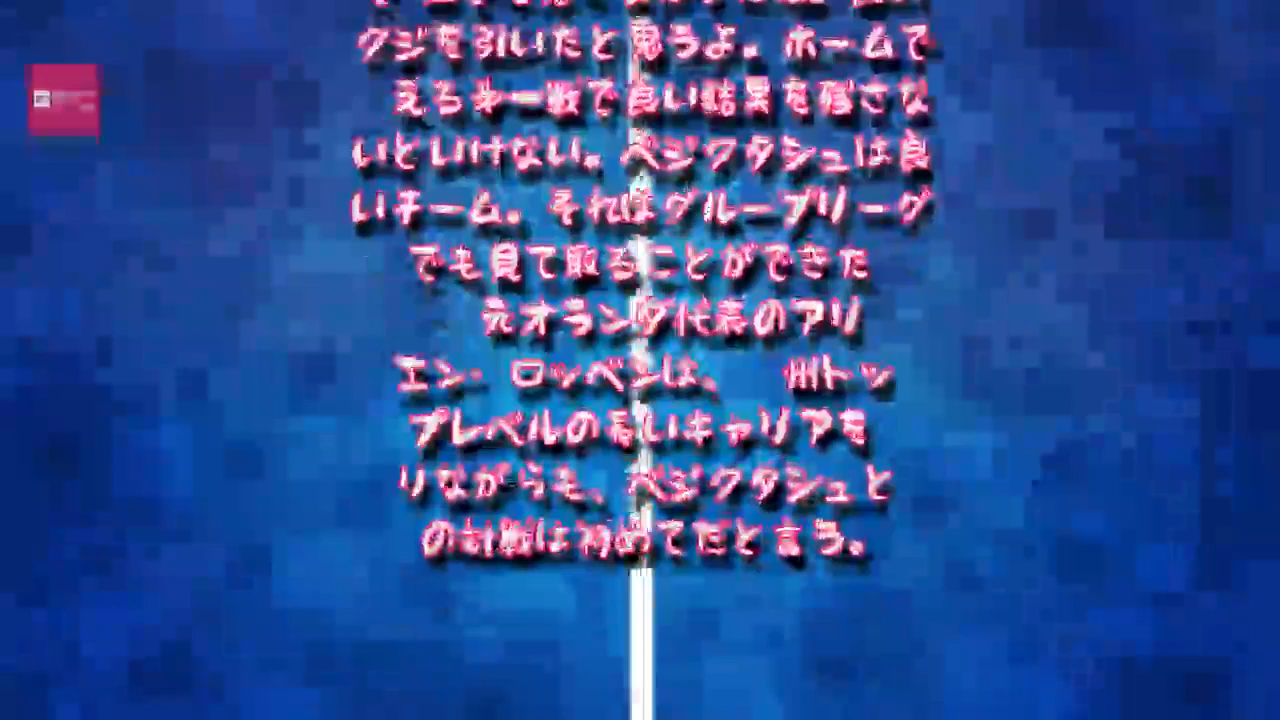 クジを引いたと思うよ。ホームで
える第一戦で良い結果を残さな
いといけない。ベジクタシュは良
いチーム。それはグループリーグ
でも見て取ることができた
元オランダ代表のアリ
エン・ロッベンは、 州トッ
プレベルの長いキャリアを
りながらも、ベジクタシュと
の対戦は初めてだと言う。